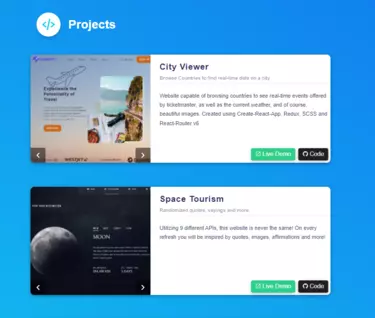 </> Projects
City Viewer
Browse Countries to find real-time data on a city
Website capable of browsing countries to see real-time events offered
by ticketmaster, as well as the current weather, and of course,
beautiful images. Created using Create-React-App, Redux, SCSS and
React-Router v6
Experience the
Personality of
Travel
Live Demo
Code
Space Tourism
Randomized quotes, sayings and more
Utilizing 9 different APIs, this website is never the same! On every
refresh you will be inspired by quotes, images, affirmations and more!
MOON
Live Demo
Code